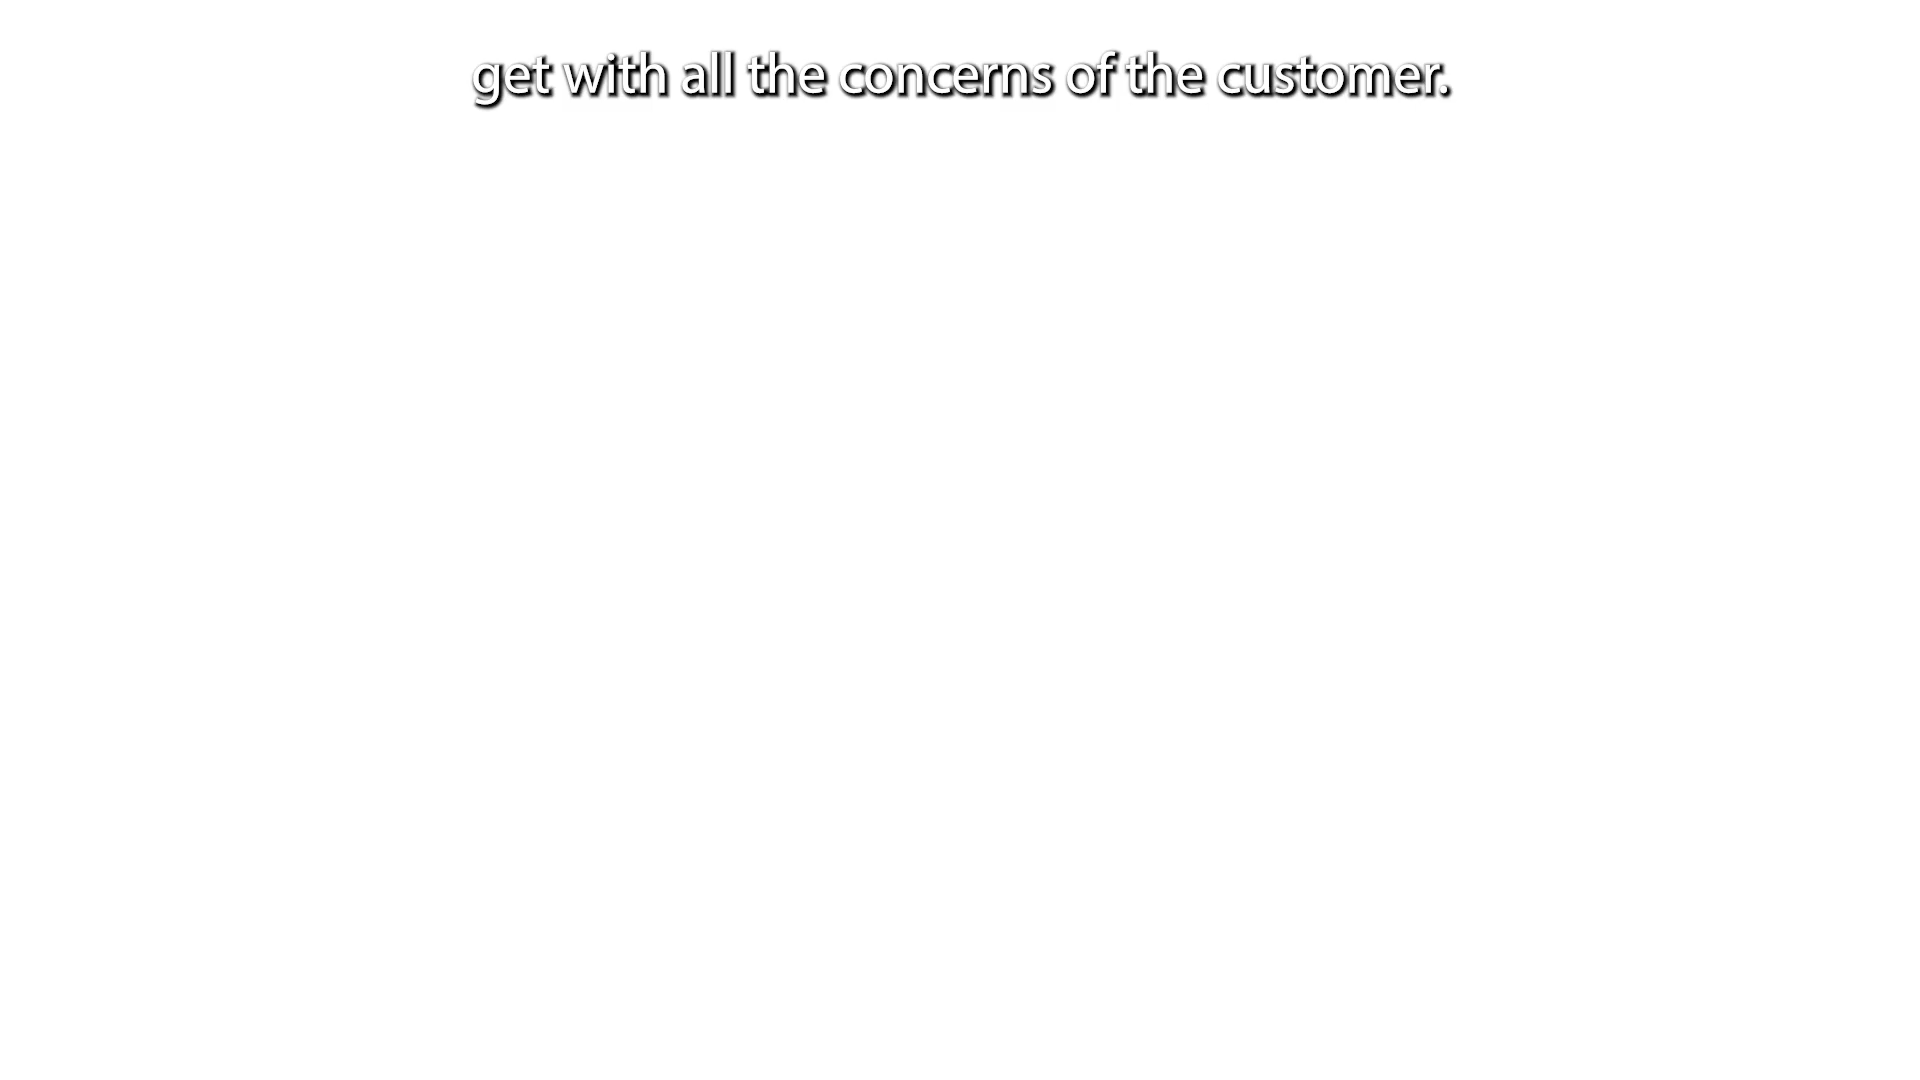 get with all the concerns of the customer.